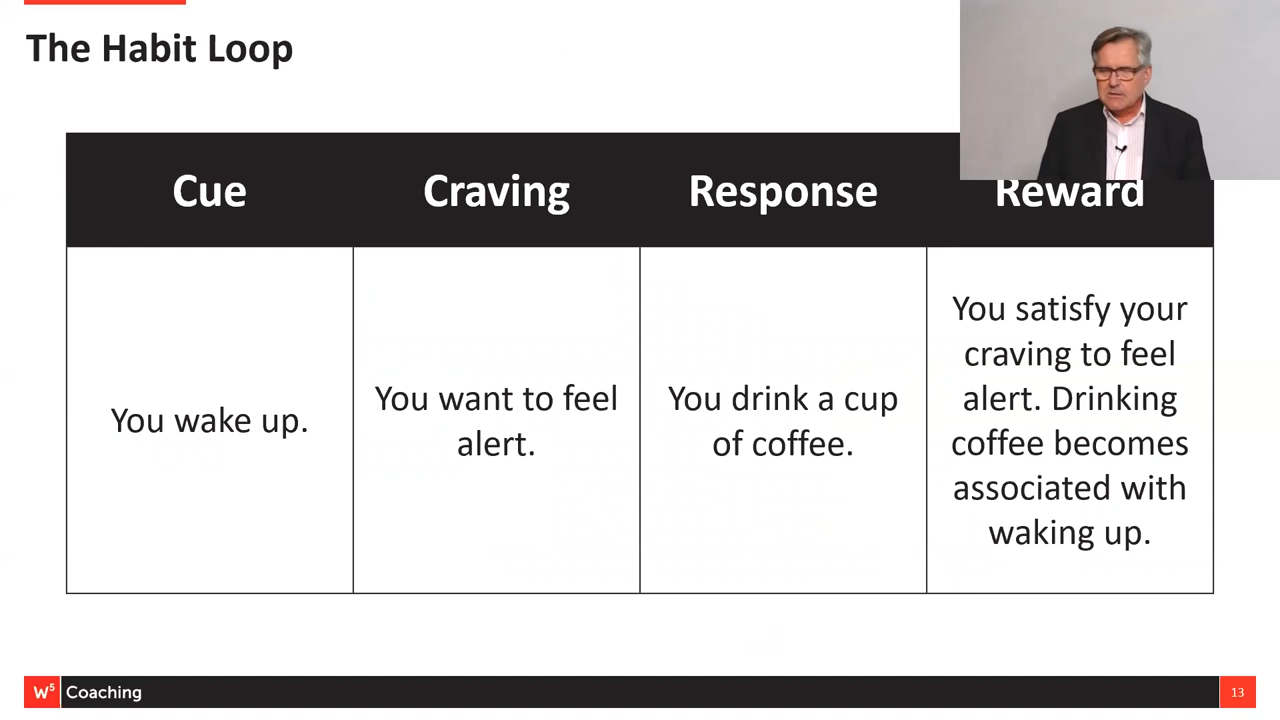 The Habit Loop
Cue Craving Response Reward
You wake up.
You want to feel
alert.
You drink a cup
of coffee.
You satisfy your
craving to feel
alert. Drinking
coffee becomes
associated with
waking up.
W⁵ Coaching 13